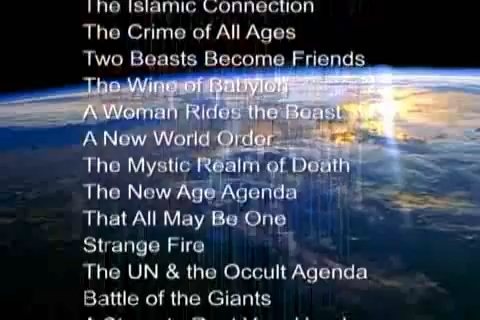 The Islamic Connection
The Crime of All Ages
Two Beasts Become Friends
The Wine of Babylon
A Woman Rides the Beast
A New World Order
The Mystic Realm of Death
The New Age Agenda
That All May Be One
Strange Fire
The UN & the Occult Agenda
Battle of the Giants